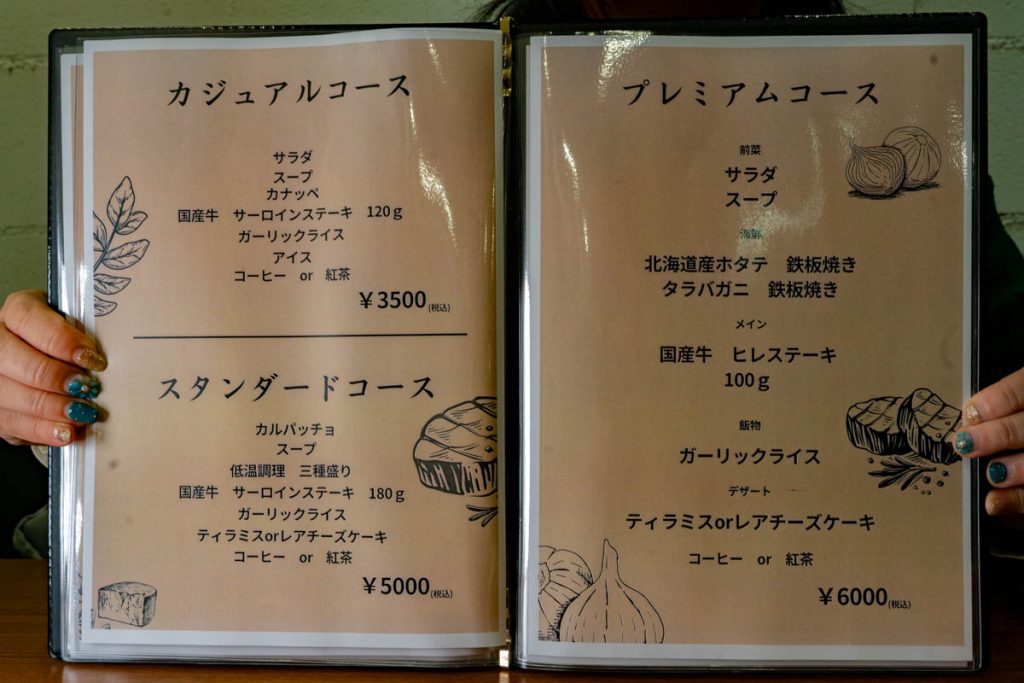 カジュアルコース
サラダ
スープ
カナッペ
国産牛　サーロインステーキ　120g
ガーリックライス
アイス
コーヒー　or　紅茶
￥3500(税込)
スタンダードコース
カルパッチョ
スープ
低温調理　三種盛り
国産牛　サーロインステーキ　180g
ガーリックライス
ティラミスorレアチーズケーキ
コーヒー　or　紅茶
￥5000(税込)
プレミアムコース
前菜
サラダ
スープ
海鮮
北海道産ホタテ　鉄板焼き
タラバガニ　鉄板焼き
メイン
国産牛　ヒレステーキ
100g
飯物
ガーリックライス
デザート
ティラミスorレアチーズケーキ
コーヒー　or　紅茶
￥6000(税込)